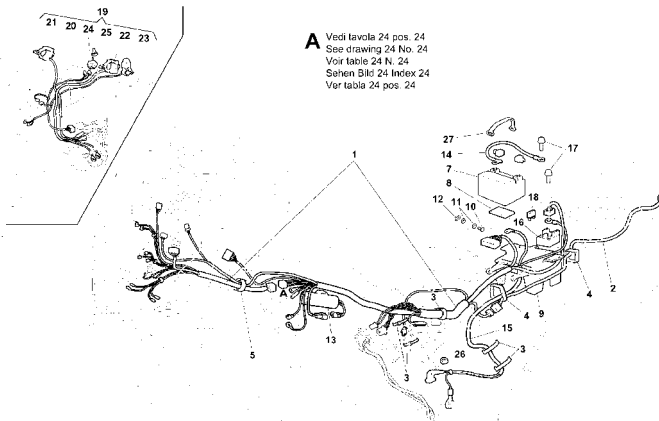 19
21 20 24 25 22 23
A
Vedi tavola 24 pos. 24
See drawing 24 No. 24
Voir table 24 N. 24
Sehen Bild 24 Index 24
Ver tabla 24 pos. 24
27
14
17
1
7
8
18
12 11 10
16
A
3
2
4
4
9
5
13
15
3
3
26